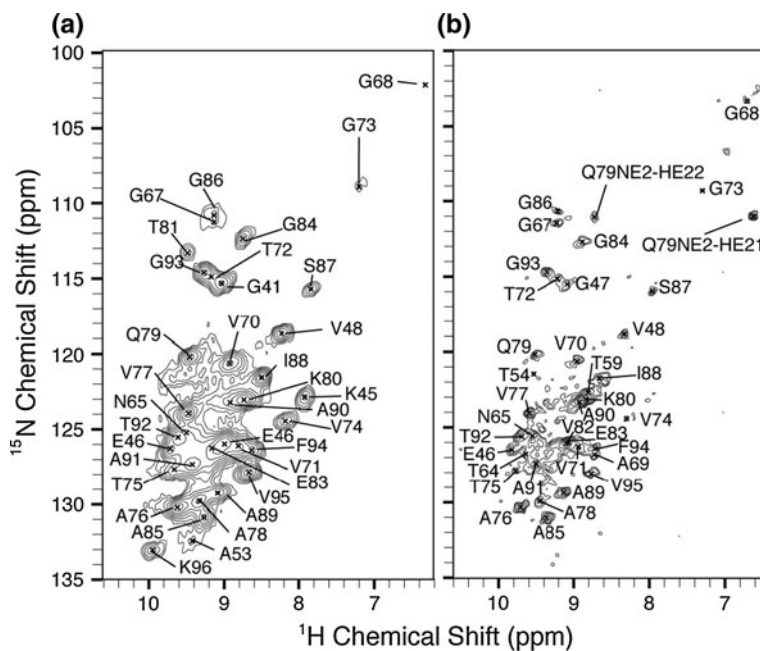 (a)
(b)
15N Chemical Shift (ppm)
100
105
110
115
120
125
130
135
G68
G73
G86
G67
T81
G84
G93
T72
G41
S87
V48
Q79
V70
V77
I88
K80
K45
N65
A90
T92
V74
E46
E46
F94
A91
V71
T75
E83
V95
A76
A89
A85
A78
A53
K96
10
9
8
7
G68
Q79NE2-HE22
G73
G86
G67
G84
Q79NE2-HE21
G93
T72
G47
S87
V48
Q79
V70
T59
T54
I88
V77
K80
A90
V74
N65
V82
E83
T92
F94
E46
A69
T64
V71
T75
A91
V95
A89
A76
A78
A85
10
9
8
7
1H Chemical Shift (ppm)